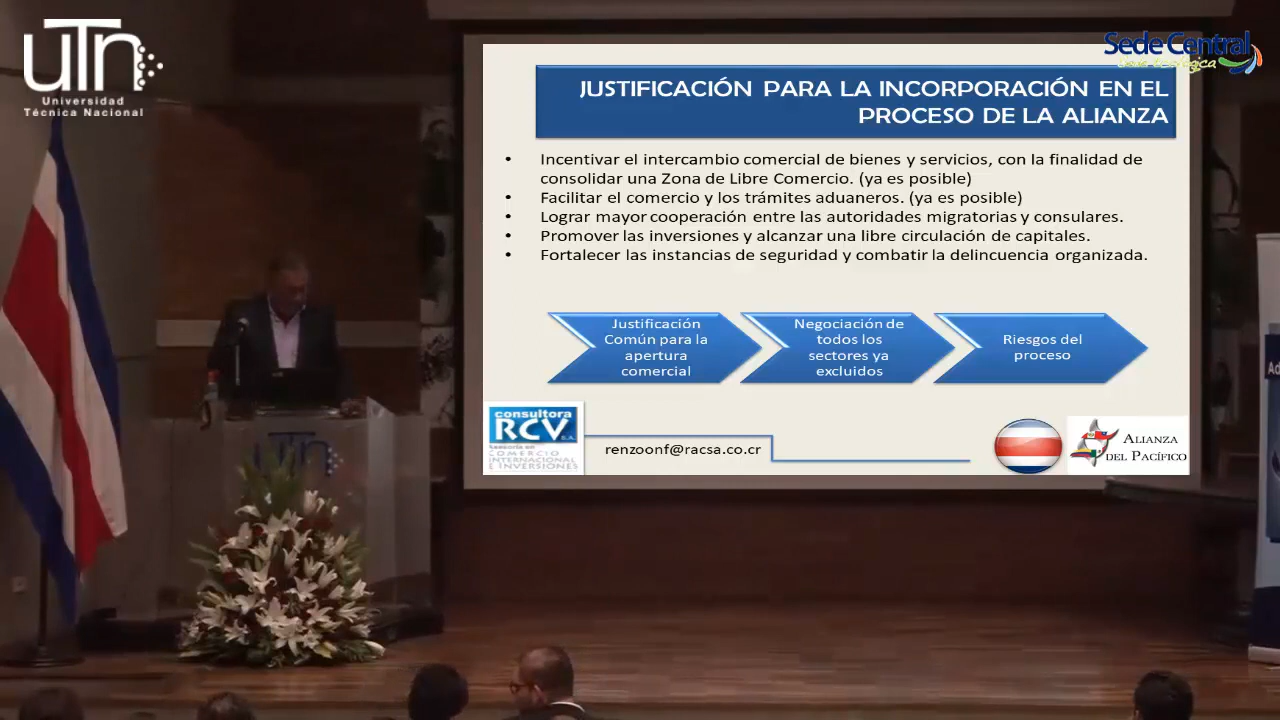 utn
Universidad
Técnica Nacional
Sede Central
JUSTIFICACIÓN PARA LA INCORPORACIÓN EN EL
PROCESO DE LA ALIANZA
• Incentivar el intercambio comercial de bienes y servicios, con la finalidad de
consolidar una Zona de Libre Comercio. (ya es posible)
• Facilitar el comercio y los trámites aduaneros. (ya es posible)
• Lograr mayor cooperación entre las autoridades migratorias y consulares.
• Promover las inversiones y alcanzar una libre circulación de capitales.
• Fortalecer las instancias de seguridad y combatir la delincuencia organizada.
Justificación
Común para la
apertura
comercial
Negociación de
todos los
sectores ya
excluidos
Riesgos del
proceso
consultora
RCV S.A.
COMERCIO
INTERNACIONAL
E INVERSIONES
renzoonf@racsa.co.cr
ALIANZA
DEL PACÍFICO
utn
Ad